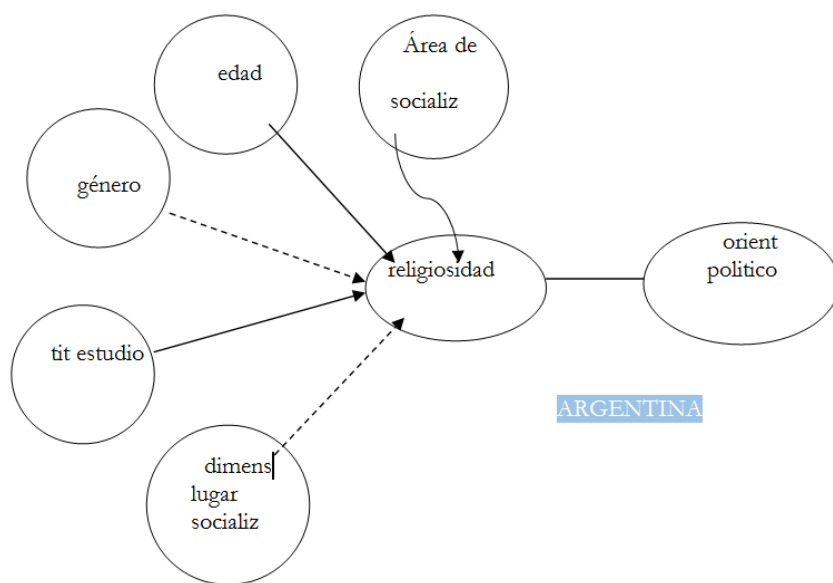 edad
Área de
socializ
género
religiosidad
orient
politico
tit estudio
ARGENTINA
dimens
lugar
socializ